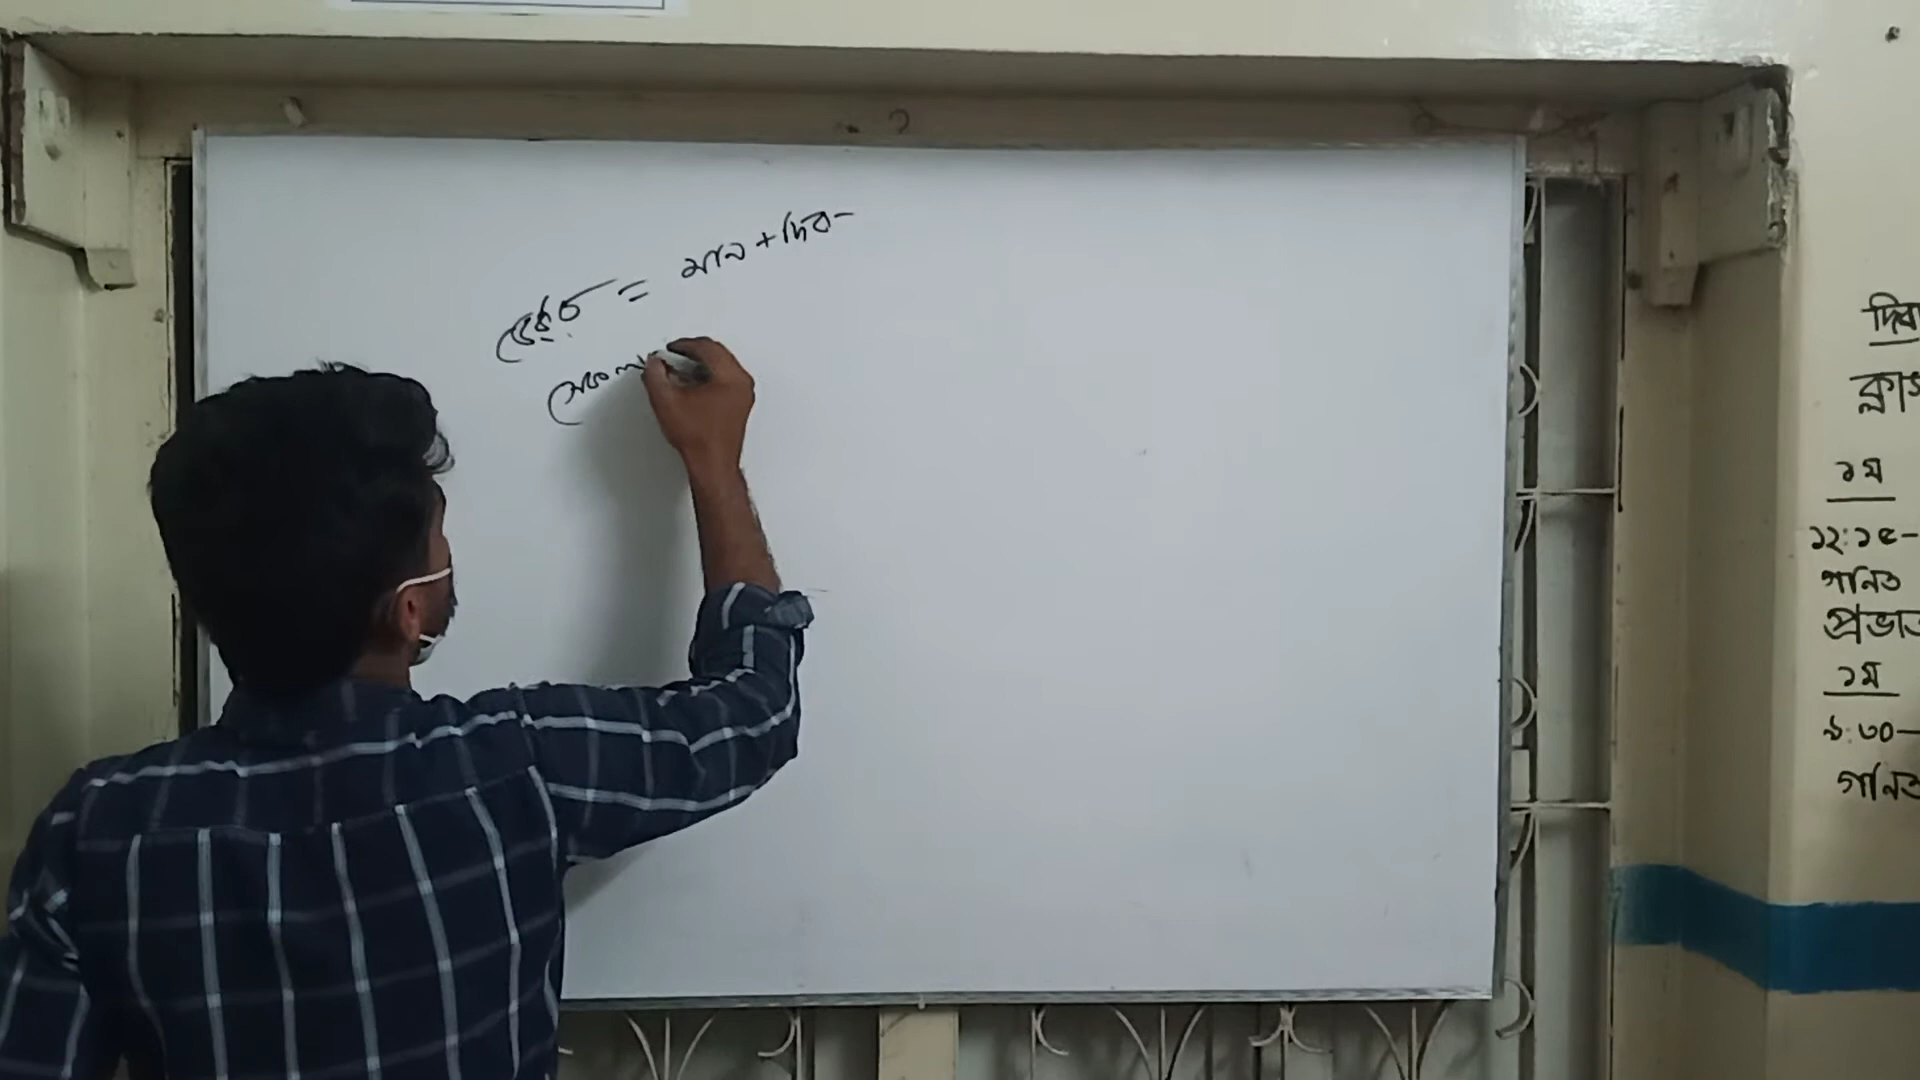 ভেক্টর = মান + দিক
স্কেলা
দিবা
ক্লাস
১ম
১২:১৫-
গনিত
প্রভাত
১ম
৯:৩০-
গনিত